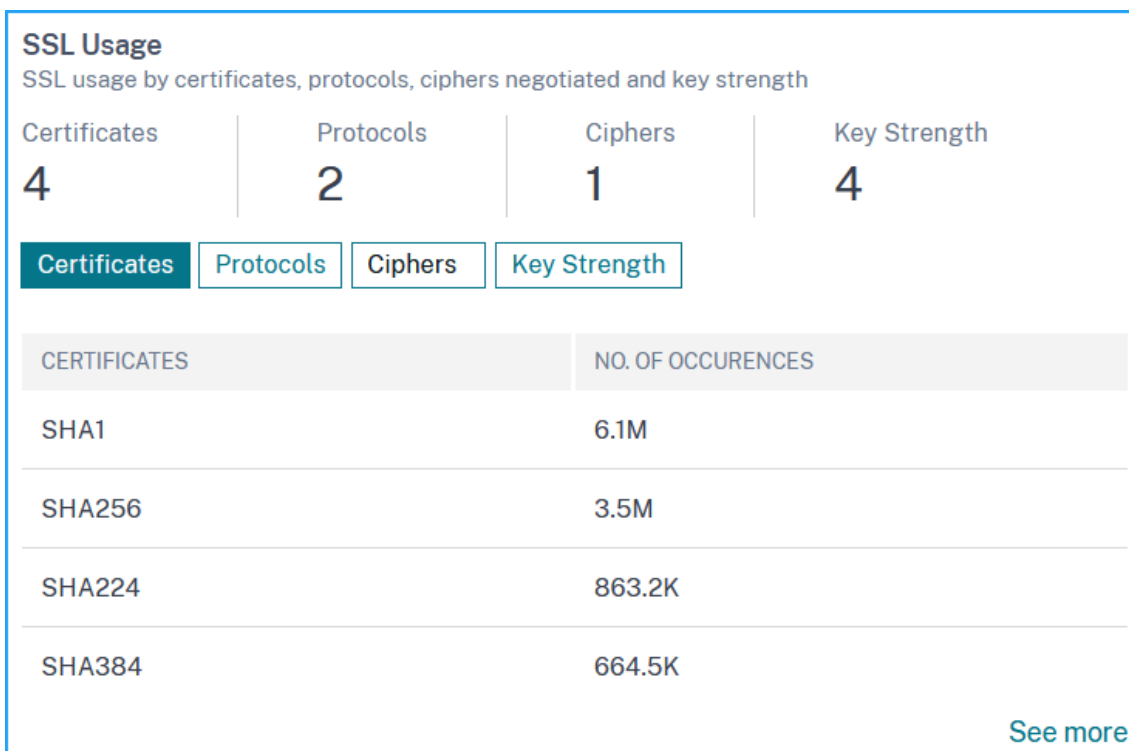 SSL Usage
SSL usage by certificates, protocols, ciphers negotiated and key strength
Certificates Protocols Ciphers Key Strength
4 2 1 4
Certificates Protocols Ciphers Key Strength
CERTIFICATES NO. OF OCCURENCES
SHA1 6.1M
SHA256 3.5M
SHA224 863.2K
SHA384 664.5K
See more